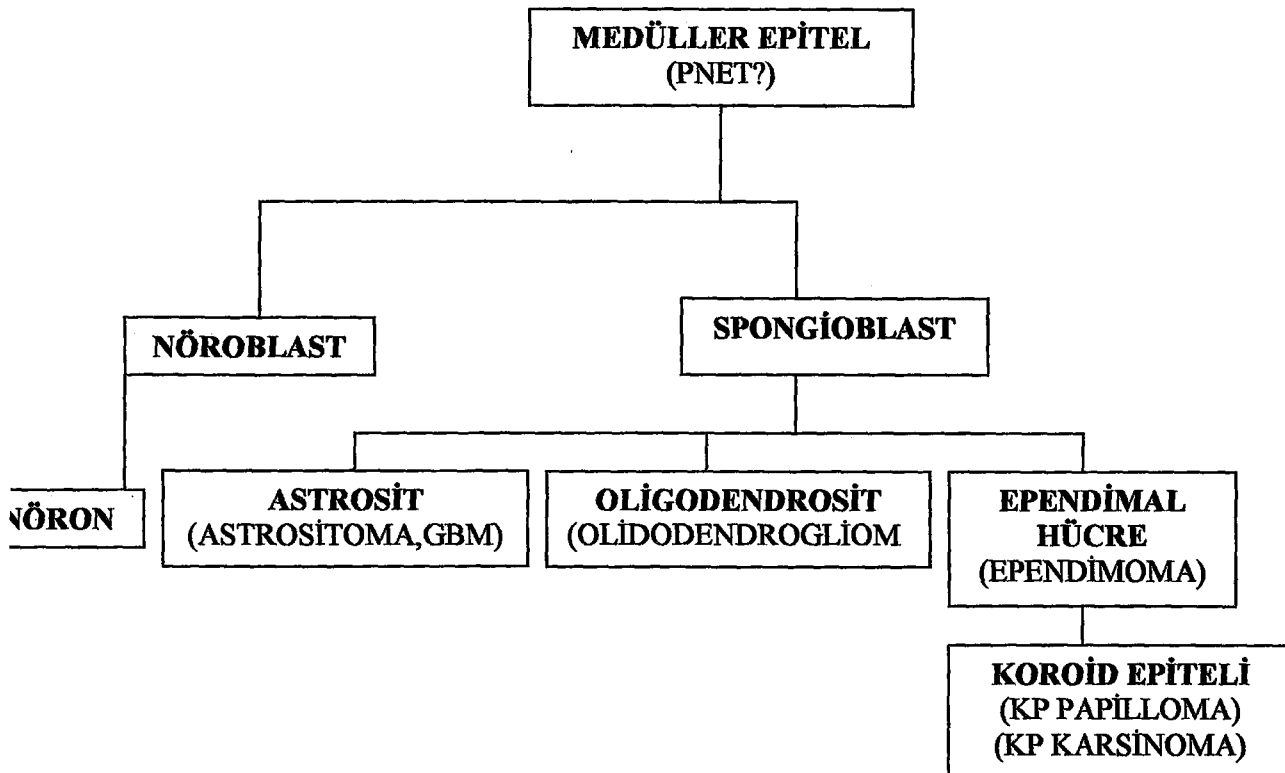 MEDÜLLER EPİTEL
(PNET?)
NÖROBLAST
SPONGİOBLAST
NÖRON
ASTROSİT
(ASTROSİTOMA,GBM)
OLİGODENDROSİT
(OLİDODENDROGLİOM
EPENDİMAL
HÜCRE
(EPENDİMOMA)
KOROİD EPİTELİ
(KP PAPİLLOMA)
(KP KARSİNOMA)